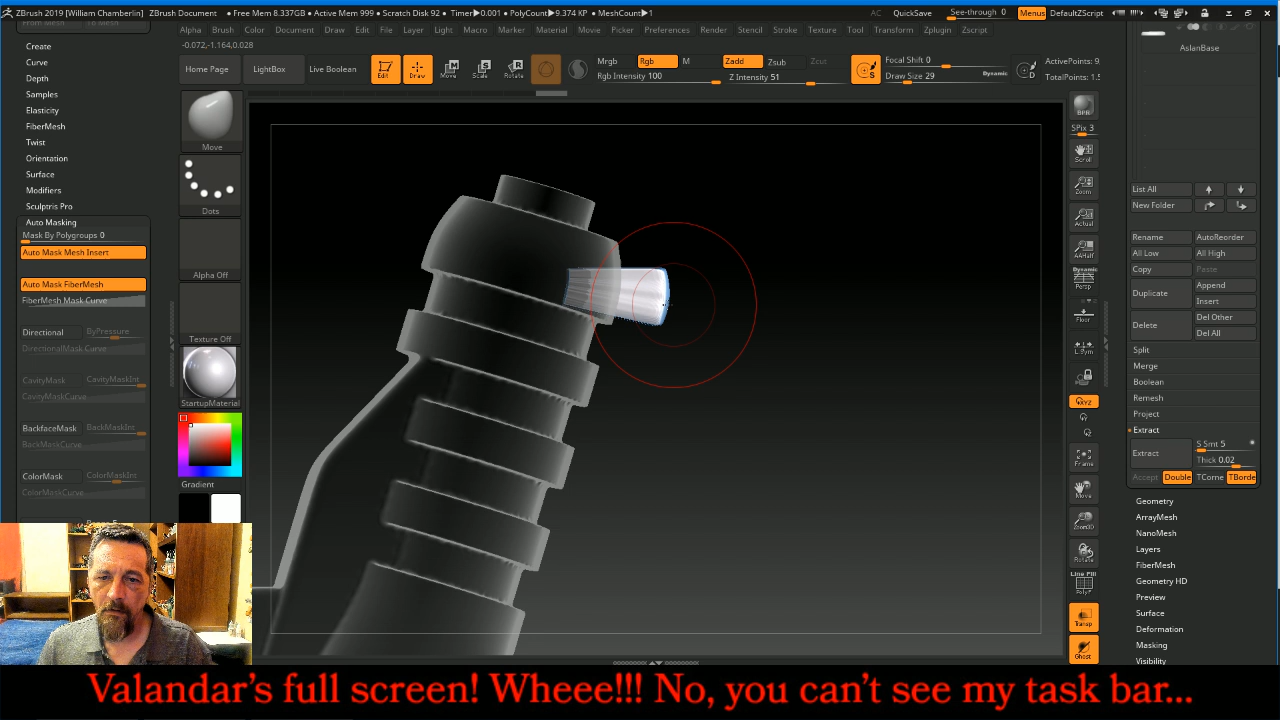 ZBrush 2019 [William Chamberlin] ZBrush Document • Free Mem 8.337GB • Active Mem 999 • Scratch Disk 92 • Timer▶0.001 • PolyCount▶9.374 KP • MeshCount▶1 AC QuickSave See-through 0 Menus DefaultZScript
Alpha Brush Color Document Draw Edit File Layer Light Macro Marker Material Movie Picker Preferences Render Stencil Stroke Texture Tool Transform Zplugin Zscript
-0.072,-1.164,0.028
Home Page LightBox Live Boolean Edit Draw Move Scale Rotate
Mrgb Rgb M Zadd Zsub Zcut
Rgb Intensity 100 Z Intensity 51
Focal Shift 0
Draw Size 29 Dynamic
ActivePoints: 9,
TotalPoints: 1.5
From Mesh To Mesh
Create
Curve
Depth
Samples
Elasticity
FiberMesh
Twist
Orientation
Surface
Modifiers
Sculptris Pro
Auto Masking
Mask By Polygroups 0
Auto Mask Mesh Insert
Auto Mask FiberMesh
FiberMesh Mask Curve
Directional ByPressure
DirectionalMask Curve
CavityMask CavityMaskInt
CavityMaskCurve
BackfaceMask BackMaskInt
BackMaskCurve
ColorMask ColorMaskInt
ColorMaskCurve
Move
Dots
Alpha Off
Texture Off
StartupMaterial
Gradient
BPR
SPix 3
Scroll
Zoom
Actual
AAHalf
Dynamic
Persp
Floor
L.Sym
XYZ
Frame
Move
Zoom3D
Rotate
Line Fill
PolyF
Transp
Ghost
AslanBase
List All
New Folder
Rename AutoReorder
All Low All High
Copy Paste
Duplicate Append
Insert
Delete Del Other
Del All
Split
Merge
Boolean
Remesh
Project
Extract
Extract S Smt 5
Thick 0.02
Accept Double TCorne TBorde
Geometry
ArrayMesh
NanoMesh
Layers
FiberMesh
Geometry HD
Preview
Surface
Deformation
Masking
Visibility
Valandar's full screen! Wheee!!! No, you can't see my task bar...